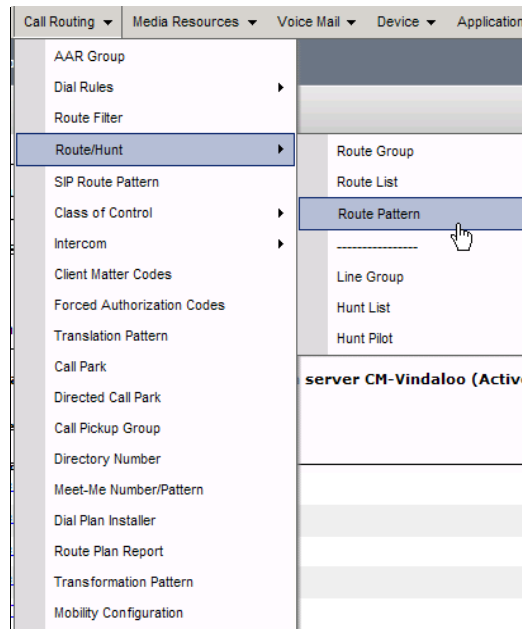 Call Routing Media Resources Voice Mail Device Application
AAR Group
Dial Rules
Route Filter
Route/Hunt
SIP Route Pattern
Class of Control
Intercom
Client Matter Codes
Forced Authorization Codes
Translation Pattern
Call Park
Directed Call Park
Call Pickup Group
Directory Number
Meet-Me Number/Pattern
Dial Plan Installer
Route Plan Report
Transformation Pattern
Mobility Configuration
Route Group
Route List
Route Pattern
----------------
Line Group
Hunt List
Hunt Pilot
server CM-Vindaloo (Active